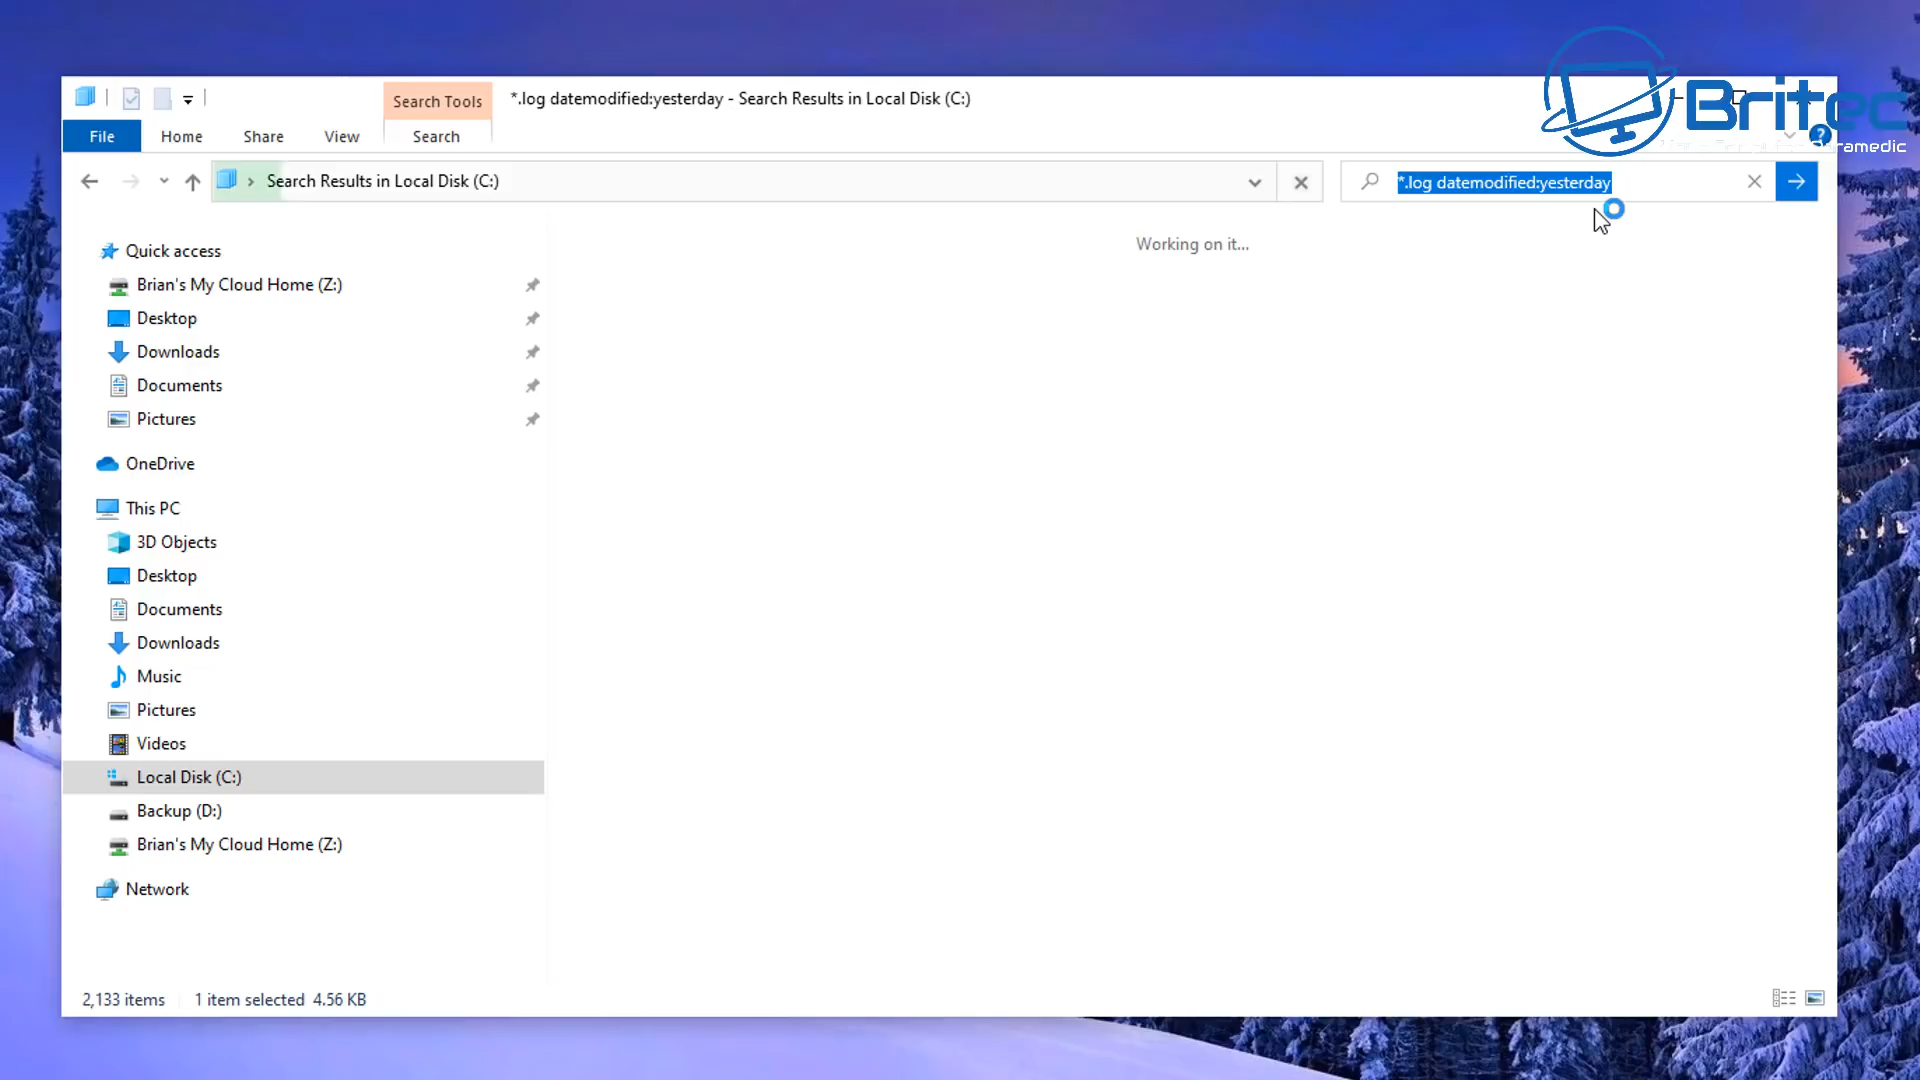 Britec
Search Tools
*.log datemodified:yesterday - Search Results in Local Disk (C:)
File
Home
Share
View
Search
?
Search Results in Local Disk (C:)
*.log datemodified:yesterday
Working on it...
Quick access
Brian's My Cloud Home (Z:)
Desktop
Downloads
Documents
Pictures
OneDrive
This PC
3D Objects
Desktop
Documents
Downloads
Music
Pictures
Videos
Local Disk (C:)
Backup (D:)
Brian's My Cloud Home (Z:)
Network
2,133 items
1 item selected 4.56 KB